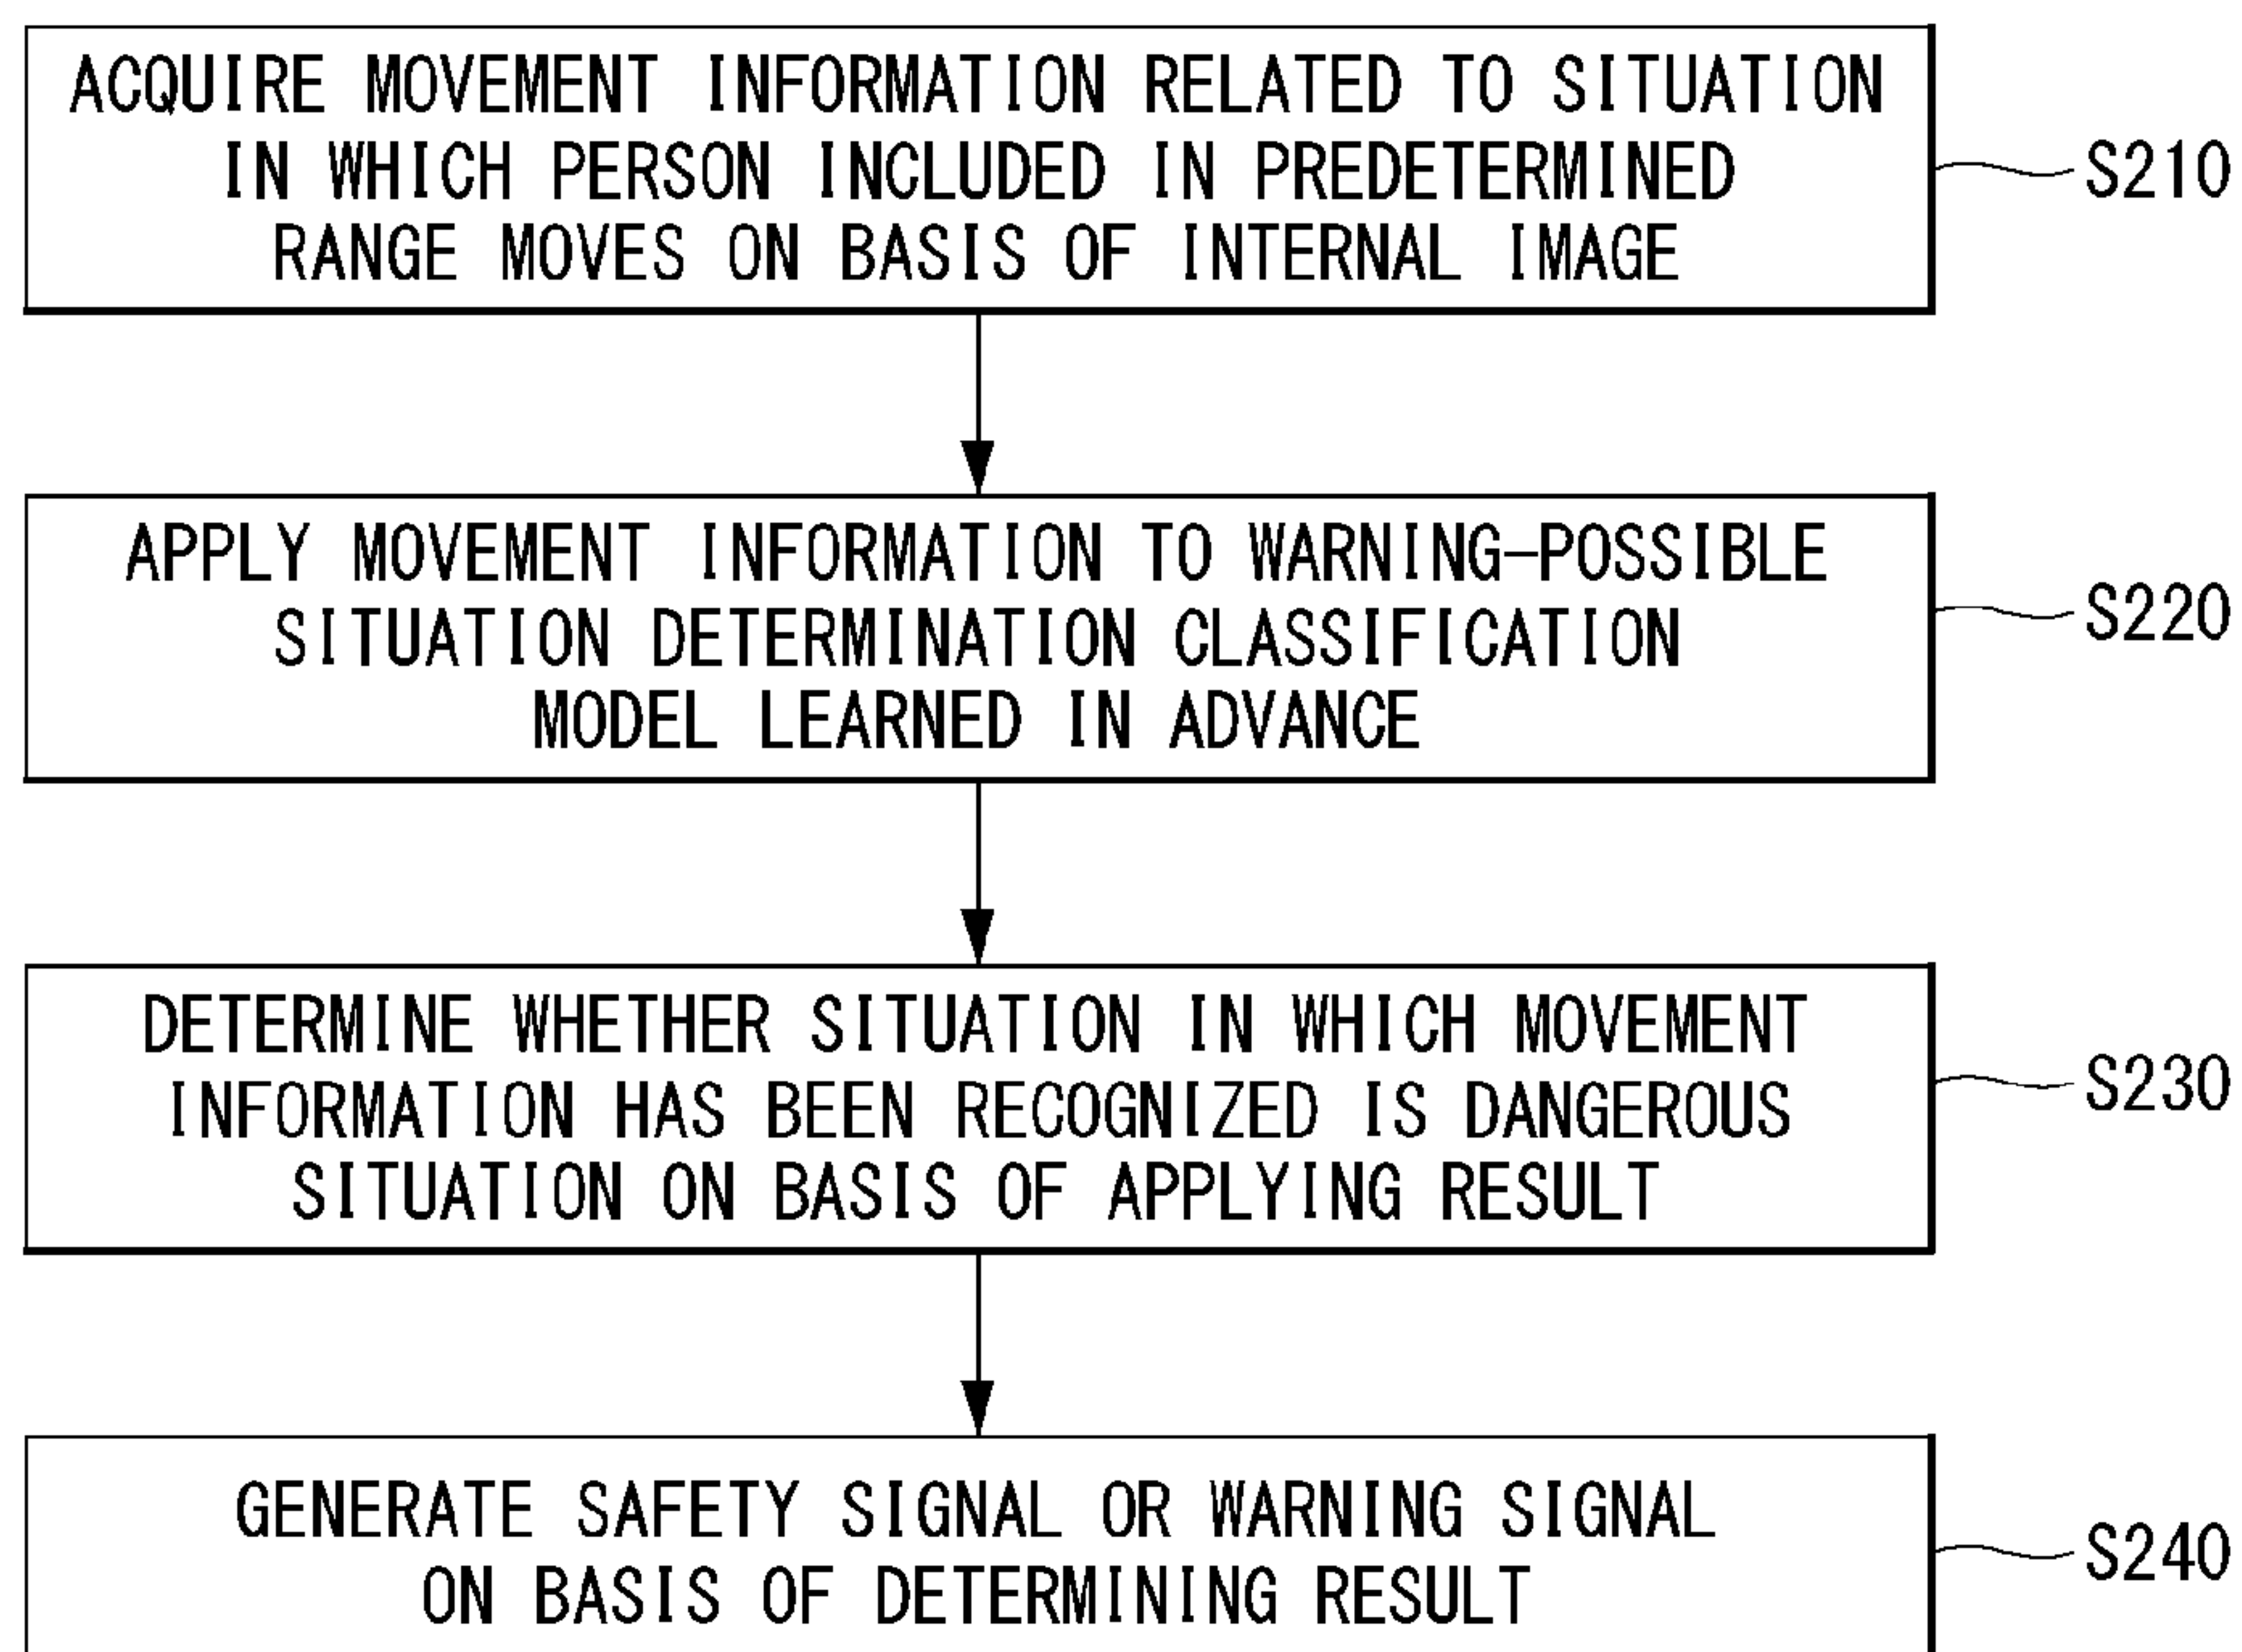 ACQUIRE MOVEMENT INFORMATION RELATED TO SITUATION
IN WHICH PERSON INCLUDED IN PREDETERMINED
RANGE MOVES ON BASIS OF INTERNAL IMAGE
S210
APPLY MOVEMENT INFORMATION TO WARNING-POSSIBLE
SITUATION DETERMINATION CLASSIFICATION
MODEL LEARNED IN ADVANCE
S220
DETERMINE WHETHER SITUATION IN WHICH MOVEMENT
INFORMATION HAS BEEN RECOGNIZED IS DANGEROUS
SITUATION ON BASIS OF APPLYING RESULT
S230
GENERATE SAFETY SIGNAL OR WARNING SIGNAL
ON BASIS OF DETERMINING RESULT
S240